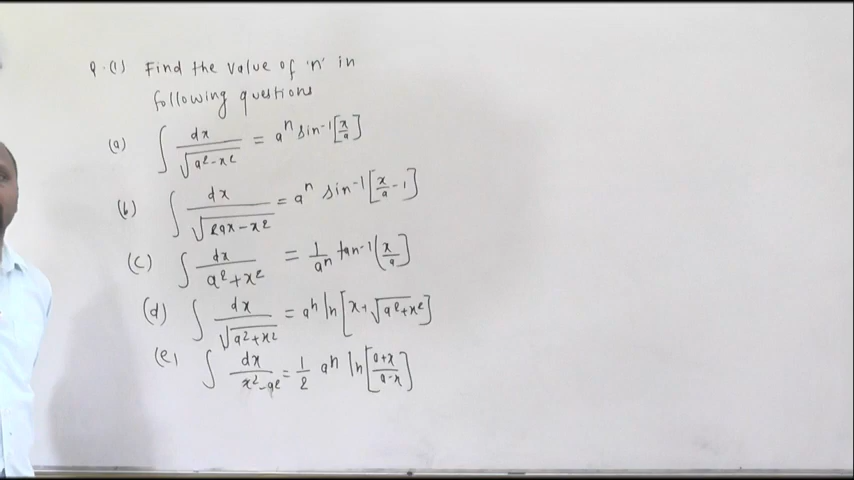 Q.(1) Find the value of 'n' in
following questions
(a) ∫ dx/√(a²-x²) = aⁿ sin⁻¹[x/a]
(b) ∫ dx/√(2ax-x²) = aⁿ sin⁻¹[x/a - 1]
(c) ∫ dx/(a²+x²) = 1/aⁿ tan⁻¹(x/a]
(d) ∫ dx/√(a²+x²) = aⁿ ln[x+√(a²+x²)]
(e) ∫ dx/(x²-a²) = 1/2 aⁿ ln[(a+x)/(a-x)]